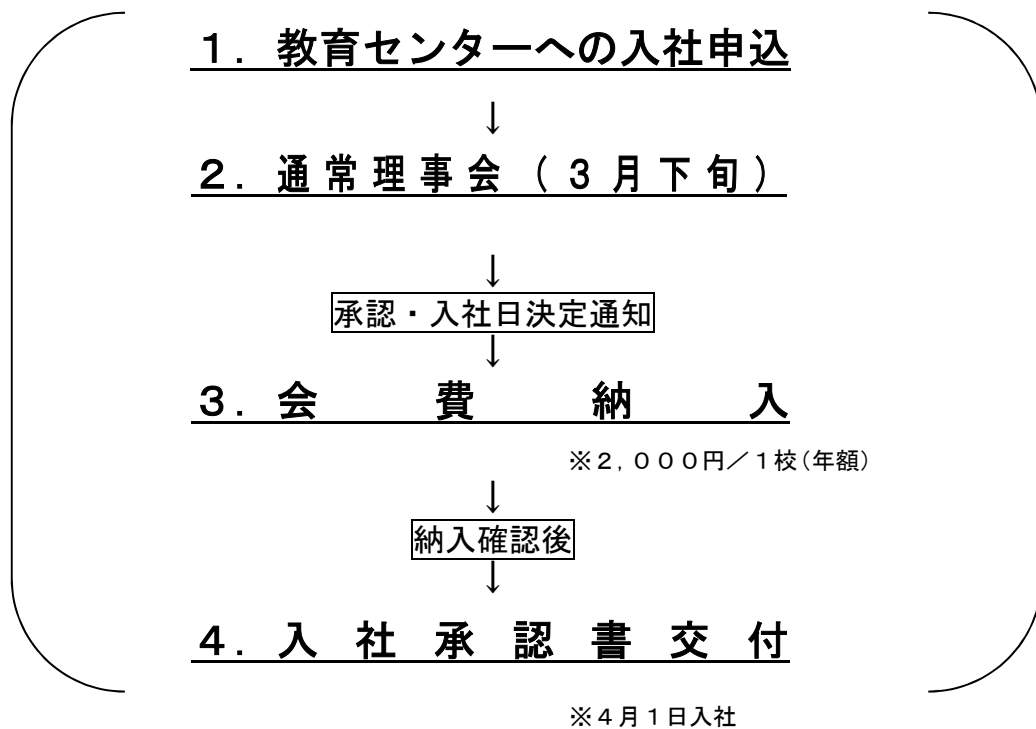 １．教育センターへの入社申込
↓
２．通常理事会（３月下旬）
↓
承認・入社日決定通知
↓
３．会費納入
※２，０００円／１校（年額）
↓
納入確認後
↓
４．入社承認書交付
※４月１日入社